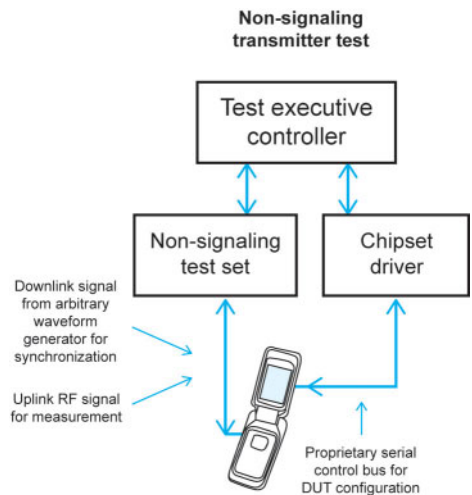 Non-signaling
transmitter test
Test executive
controller
Non-signaling
test set
Chipset
driver
Downlink signal
from arbitrary
waveform
generator for
synchronization
Uplink RF signal
for measurement
Proprietary serial
control bus for
DUT configuration